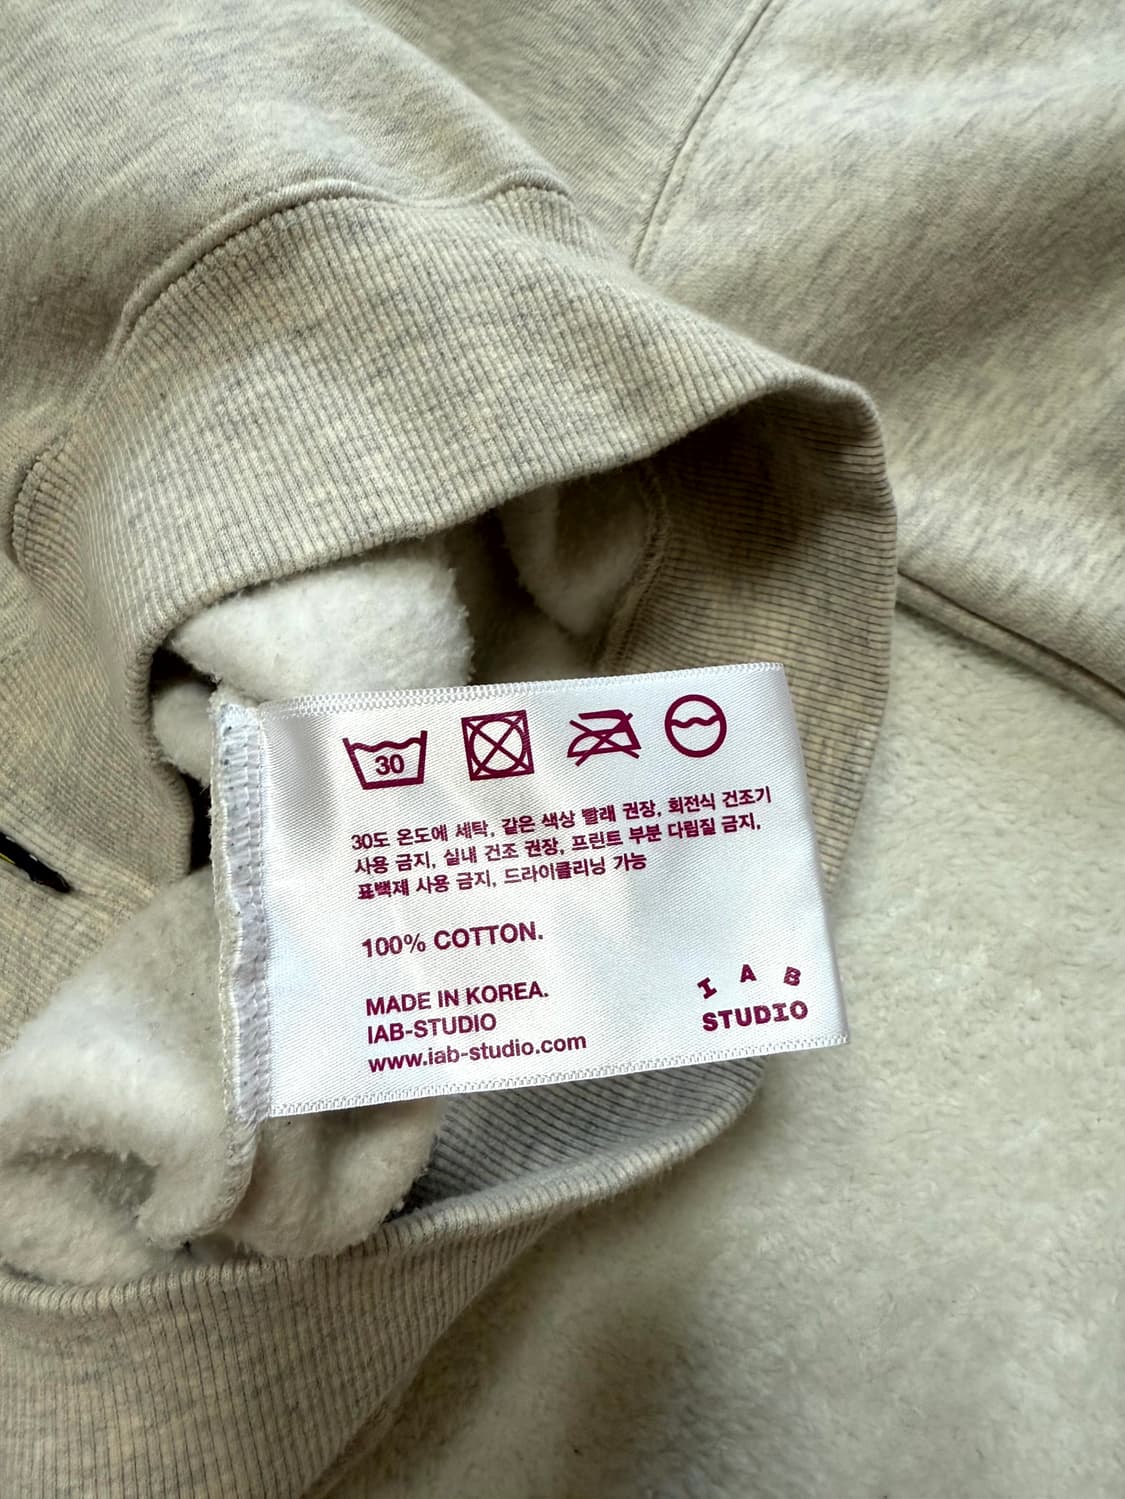 30
30도 온도에 세탁, 같은 색상 빨래 권장, 회전식 건조기
사용 금지, 실내 건조 권장, 프린트 부분 다림질 금지,
표백제 사용 금지, 드라이클리닝 가능
100% COTTON.
MADE IN KOREA.
IAB-STUDIO
www.iab-studio.com
I A B
STUDIO